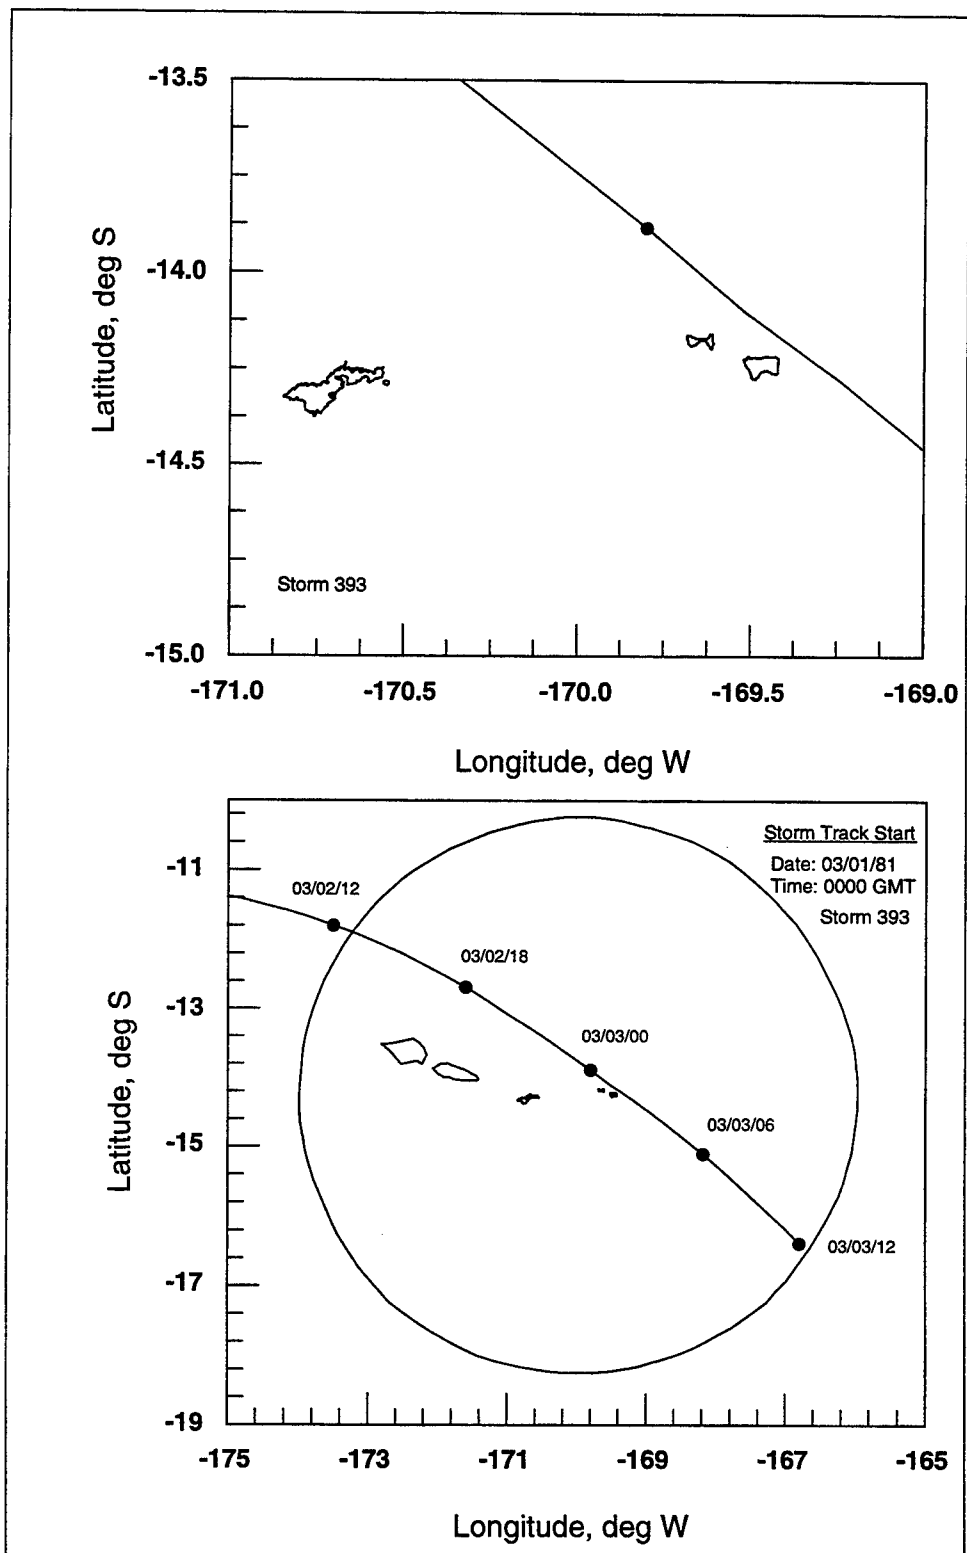 -13.5
-14.0
-14.5
-15.0
Latitude, deg S
Storm 393
-171.0 -170.5 -170.0 -169.5 -169.0
Longitude, deg W
Storm Track Start
Date: 03/01/81
Time: 0000 GMT
Storm 393
-11
-13
-15
-17
-19
Latitude, deg S
03/02/12
03/02/18
03/03/00
03/03/06
03/03/12
-175 -173 -171 -169 -167 -165
Longitude, deg W